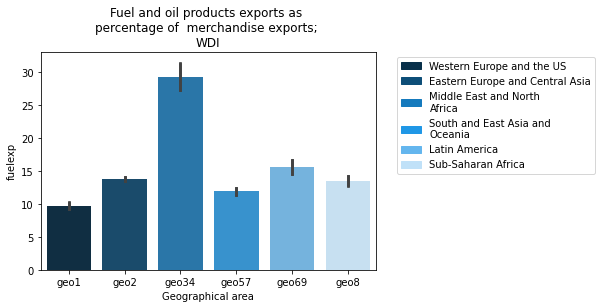 Fuel and oil products exports as
percentage of  merchandise exports;
WDI
fuelexp
30
25
20
15
10
5
0
geo1 geo2 geo34 geo57 geo69 geo8
Geographical area
Western Europe and the US
Eastern Europe and Central Asia
Middle East and North
Africa
South and East Asia and
Oceania
Latin America
Sub-Saharan Africa